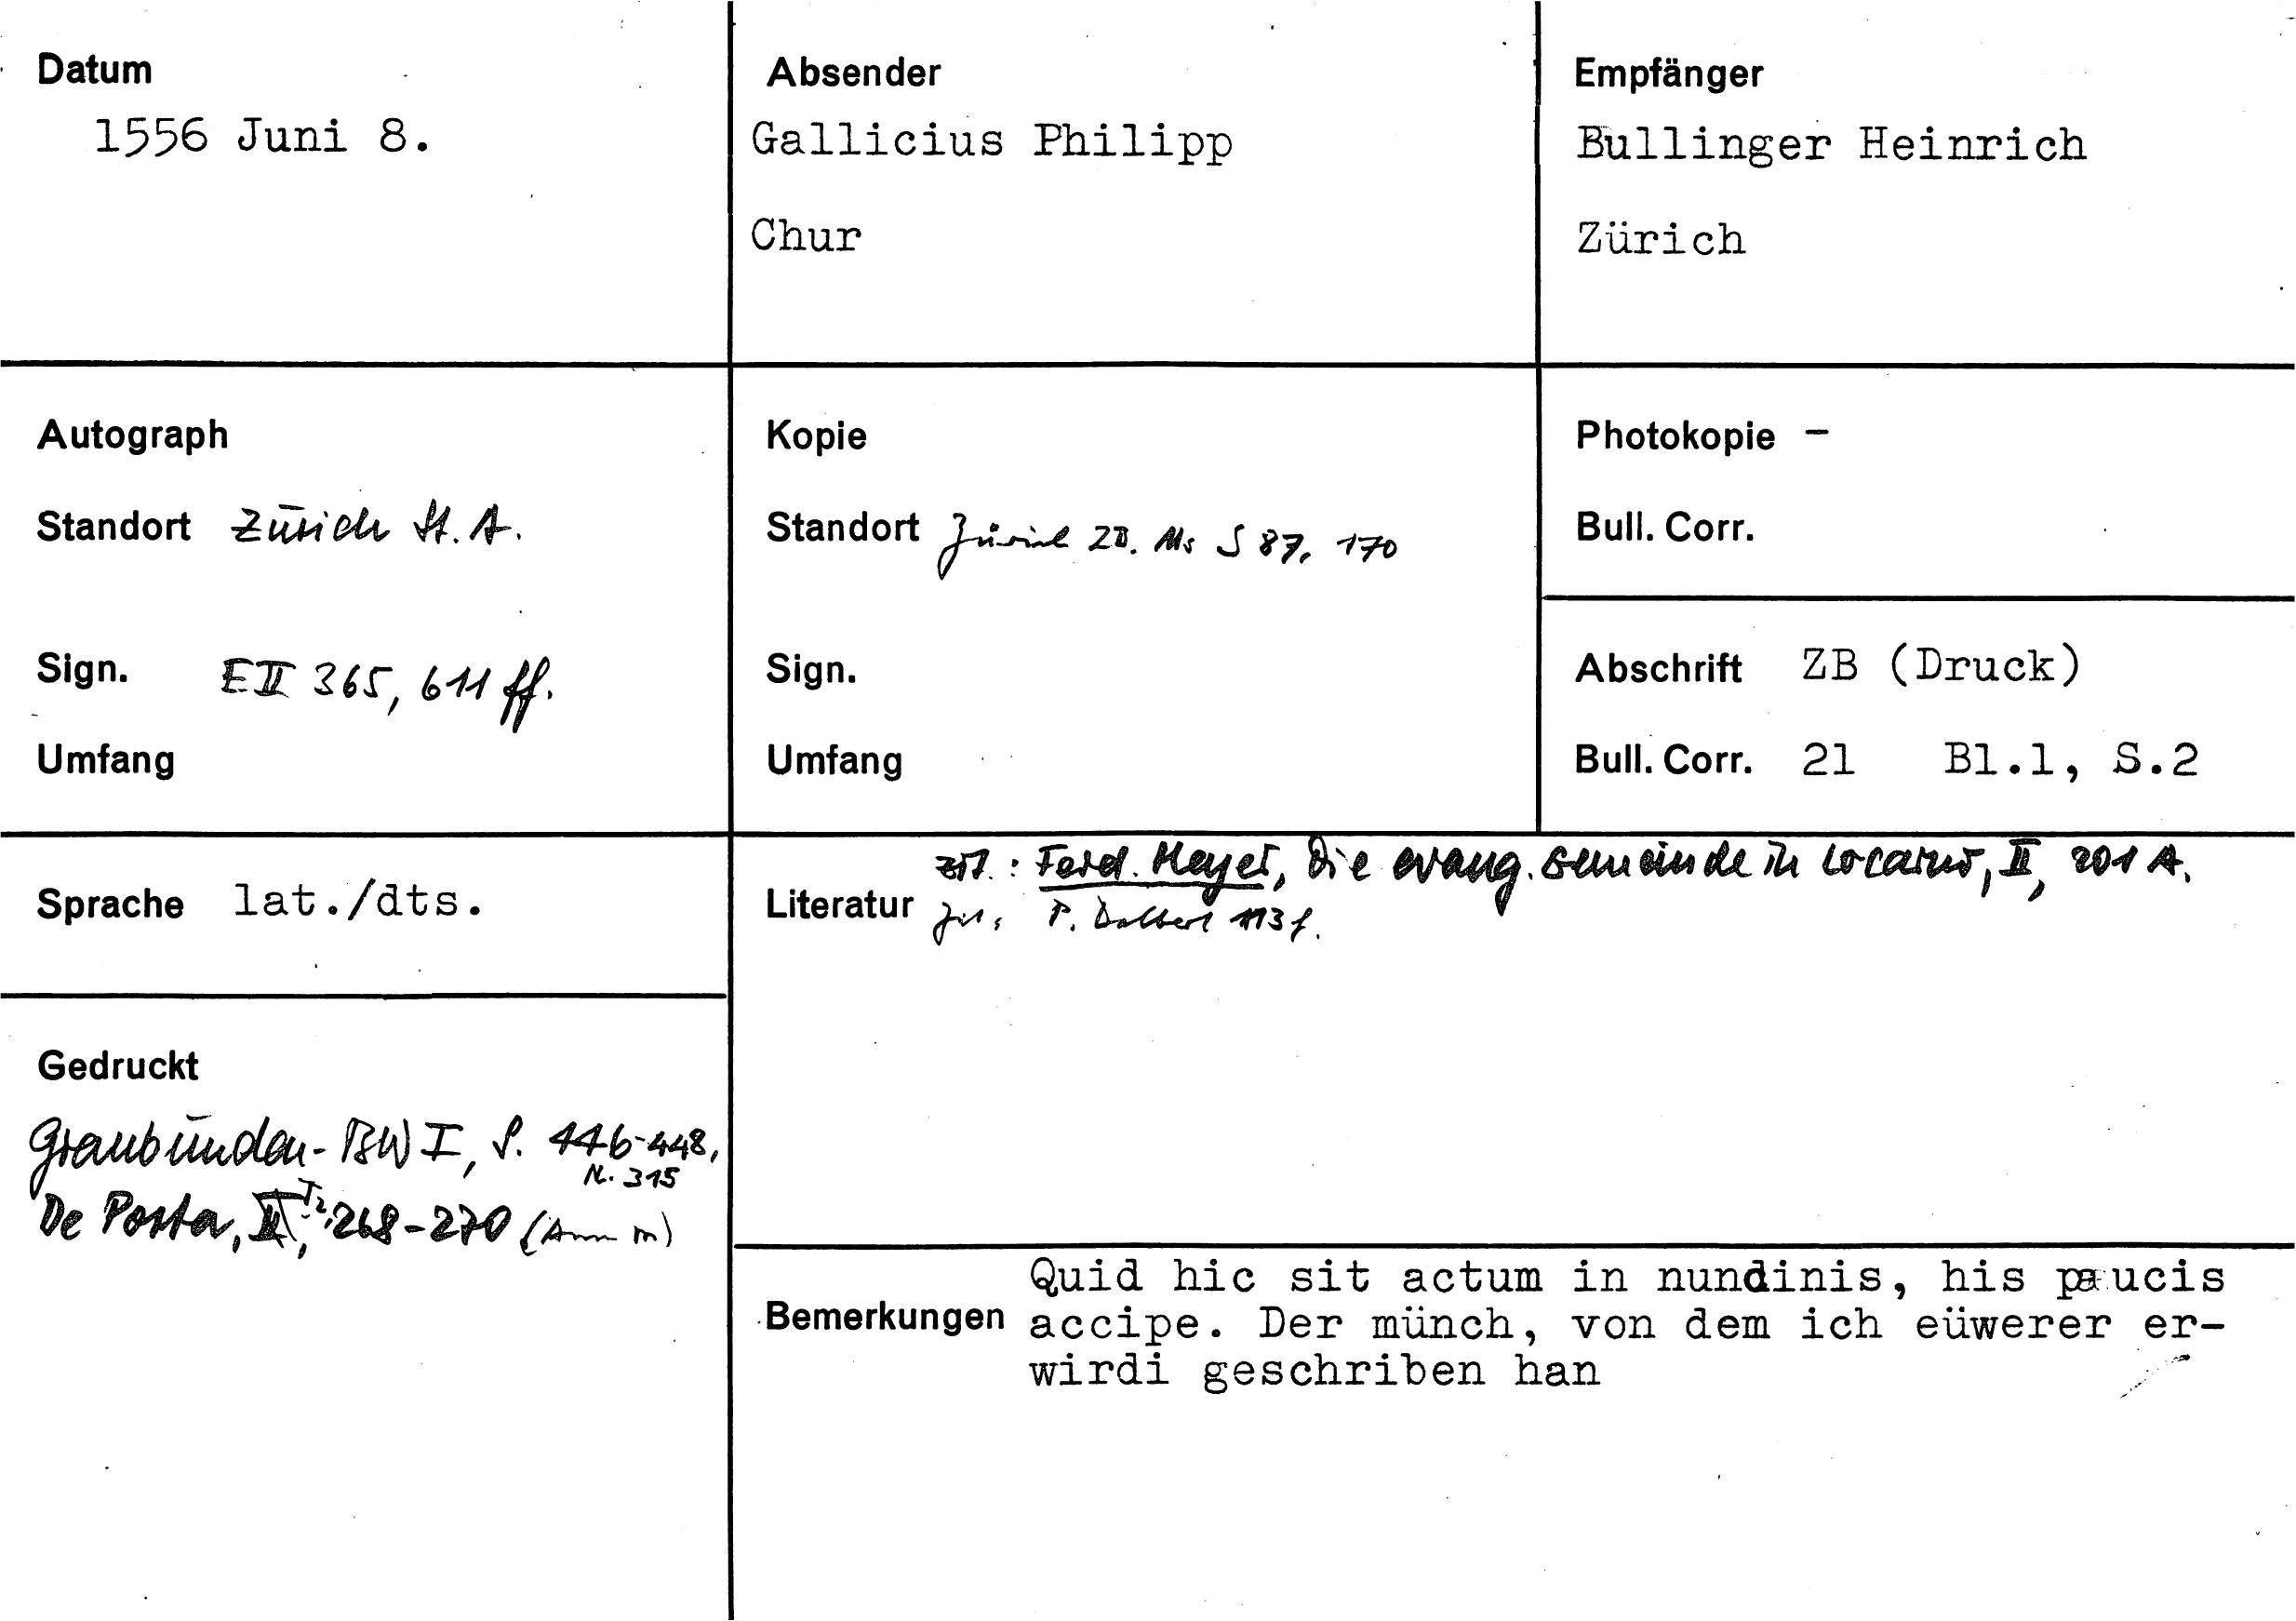 Datum
1556 Juni 8.
Absender
Gallicius Philipp
Chur
Empfänger
Bullinger Heinrich
Zürich
Autograph
Standort Zürich St. A.
Sign. E II 365, 611 ff.
Umfang
Kopie
Standort Zürich ZB. Ms S 87, 170
Sign.
Umfang
Photokopie -
Bull. Corr.
Abschrift ZB (Druck)
Bull. Corr. 21 Bl.1, S.2
Sprache lat./dts.
zit.: Ferd. Meyer, Die evang. Gemeinde in Locarno, II, 201 A.
Literatur zit. P. Dalbert 113 f.
Gedruckt
Graubünden-BW I, S. 446-448,
N. 315
De Porta, 268-270 (Anm m)
Bemerkungen
Quid hic sit actum in nundinis, his paucis
accipe. Der münch, von dem ich eüwerer er-
wirdi geschriben han